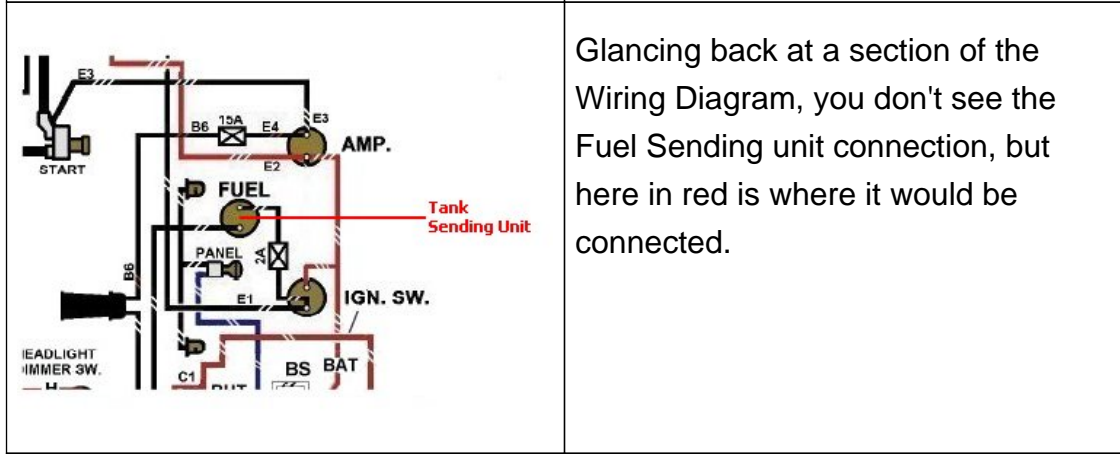 E3
15A
B6
E4
E3
AMP.
START
E2
FUEL
Tank
Sending Unit
PANEL
2A
B6
E1
IGN. SW.
EADLIGHT
IMMER SW.
H
C1
BS
BAT
Glancing back at a section of the
Wiring Diagram, you don't see the
Fuel Sending unit connection, but
here in red is where it would be
connected.